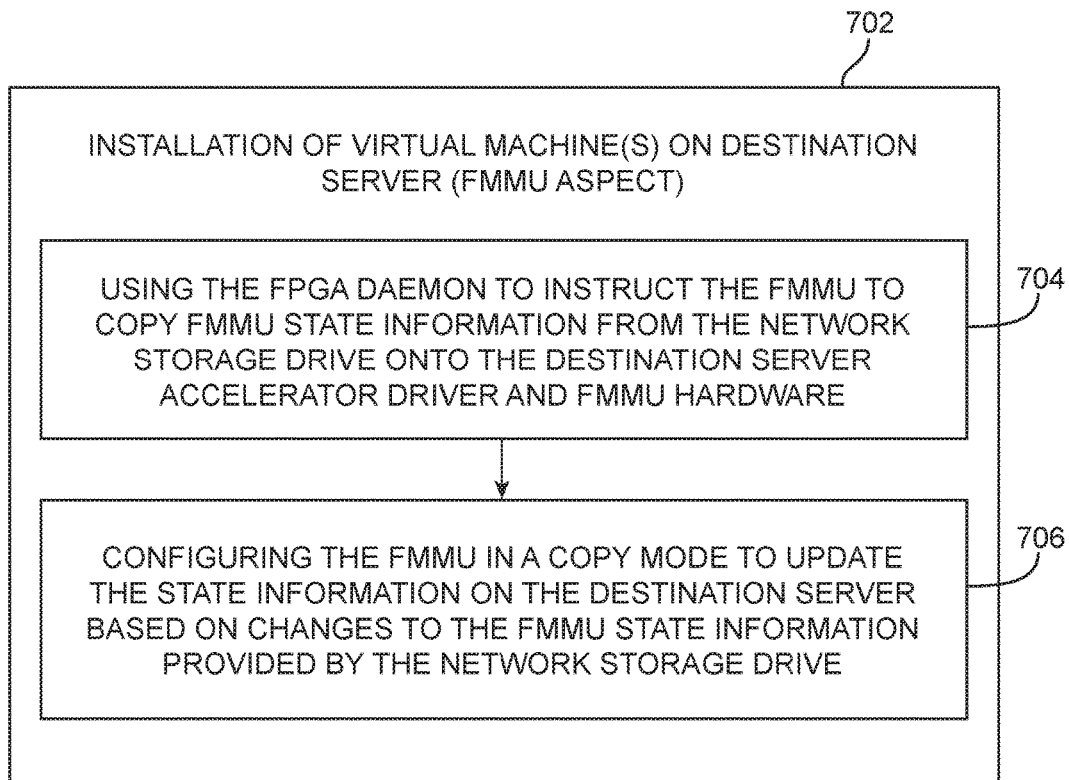 702
INSTALLATION OF VIRTUAL MACHINE(S) ON DESTINATION
SERVER (FMMU ASPECT)
USING THE FPGA DAEMON TO INSTRUCT THE FMMU TO
COPY FMMU STATE INFORMATION FROM THE NETWORK
STORAGE DRIVE ONTO THE DESTINATION SERVER
ACCELERATOR DRIVER AND FMMU HARDWARE
704
CONFIGURING THE FMMU IN A COPY MODE TO UPDATE
THE STATE INFORMATION ON THE DESTINATION SERVER
BASED ON CHANGES TO THE FMMU STATE INFORMATION
PROVIDED BY THE NETWORK STORAGE DRIVE
706